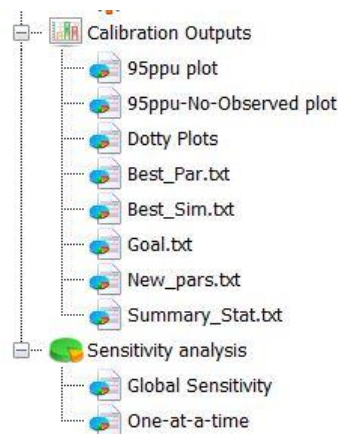 Calibration Outputs
95ppu plot
95ppu-No-Observed plot
Dotty Plots
Best_Par.txt
Best_Sim.txt
Goal.txt
New_pars.txt
Summary_Stat.txt
Sensitivity analysis
Global Sensitivity
One-at-a-time